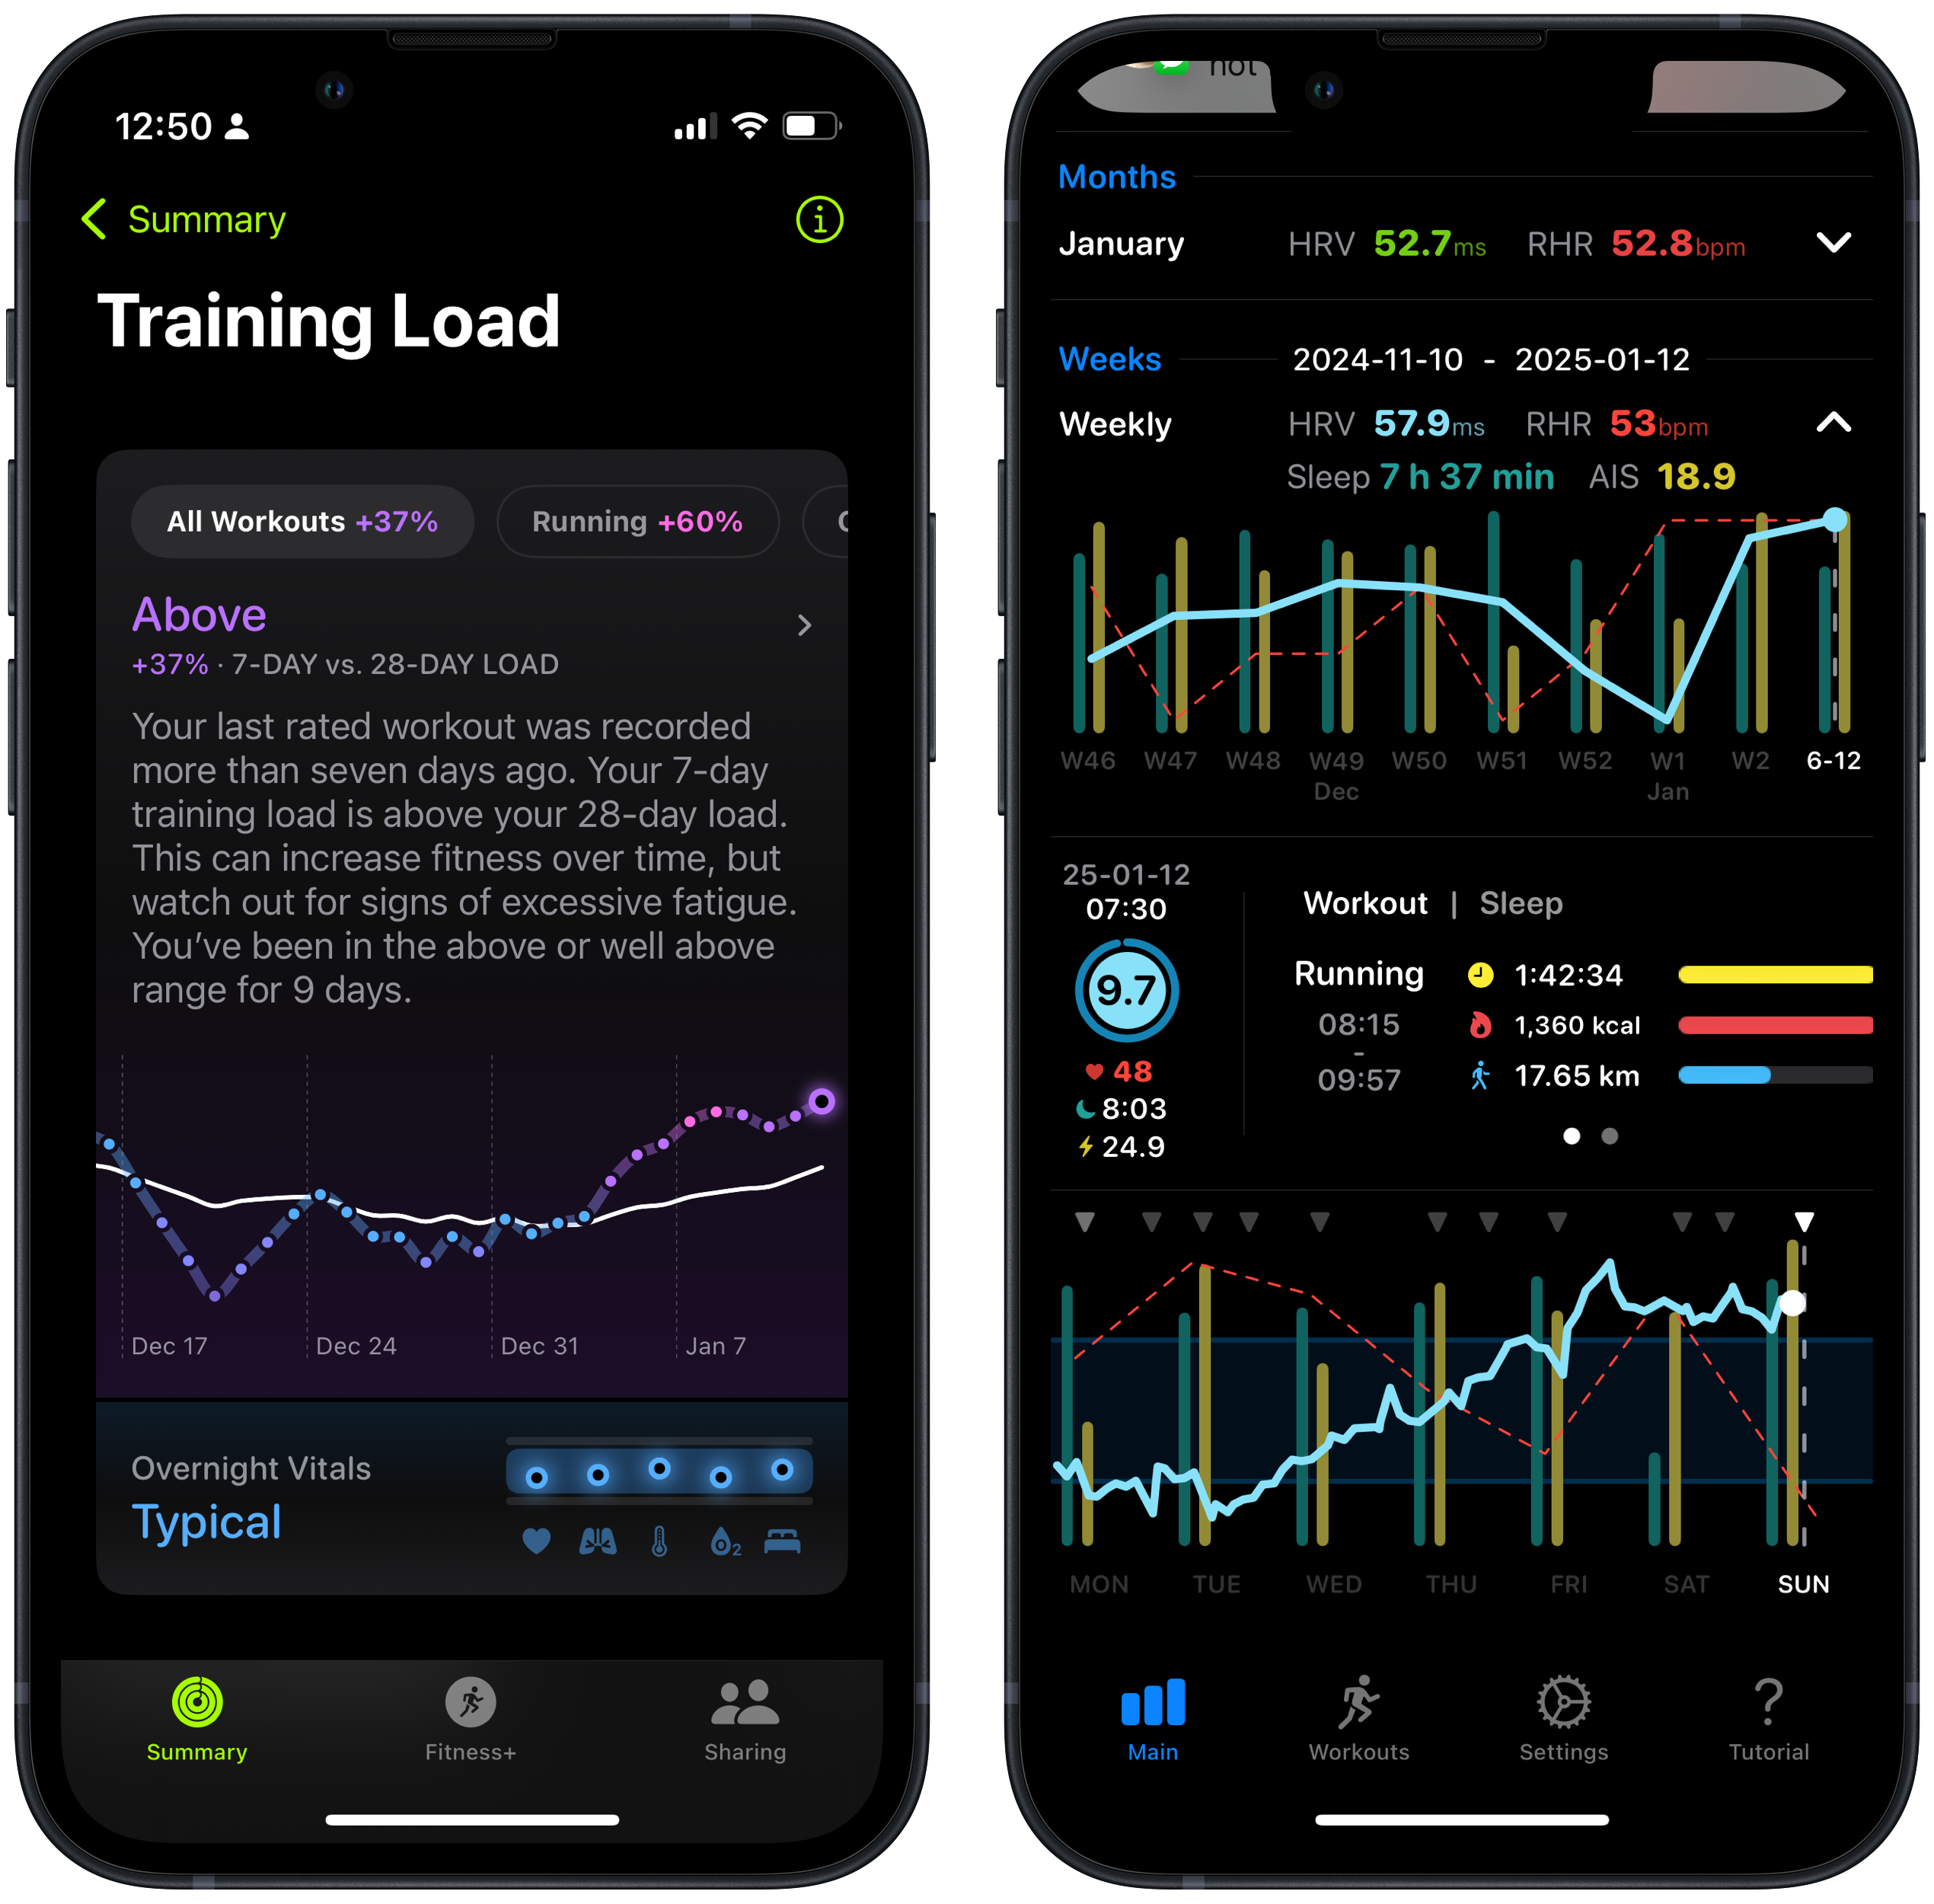 12:50
Summary
Training Load
All Workouts +37%
Running +60%
Above
+37% · 7-DAY vs. 28-DAY LOAD
Your last rated workout was recorded
more than seven days ago. Your 7-day
training load is above your 28-day load.
This can increase fitness over time, but
watch out for signs of excessive fatigue.
You’ve been in the above or well above
range for 9 days.
Dec 17
Dec 24
Dec 31
Jan 7
Overnight Vitals
Typical
O2
Summary
Fitness+
Sharing
not
Months
January HRV 52.7ms RHR 52.8bpm
Weeks 2024-11-10 - 2025-01-12
Weekly HRV 57.9ms RHR 53bpm
Sleep 7 h 37 min AIS 18.9
W46 W47 W48 W49 W50 W51 W52 W1 W2 6-12
Dec Jan
25-01-12
07:30
9.7
48
8:03
24.9
Workout | Sleep
Running 1:42:34
08:15 1,360 kcal
-
09:57 17.65 km
MON TUE WED THU FRI SAT SUN
Main
Workouts
Settings
Tutorial